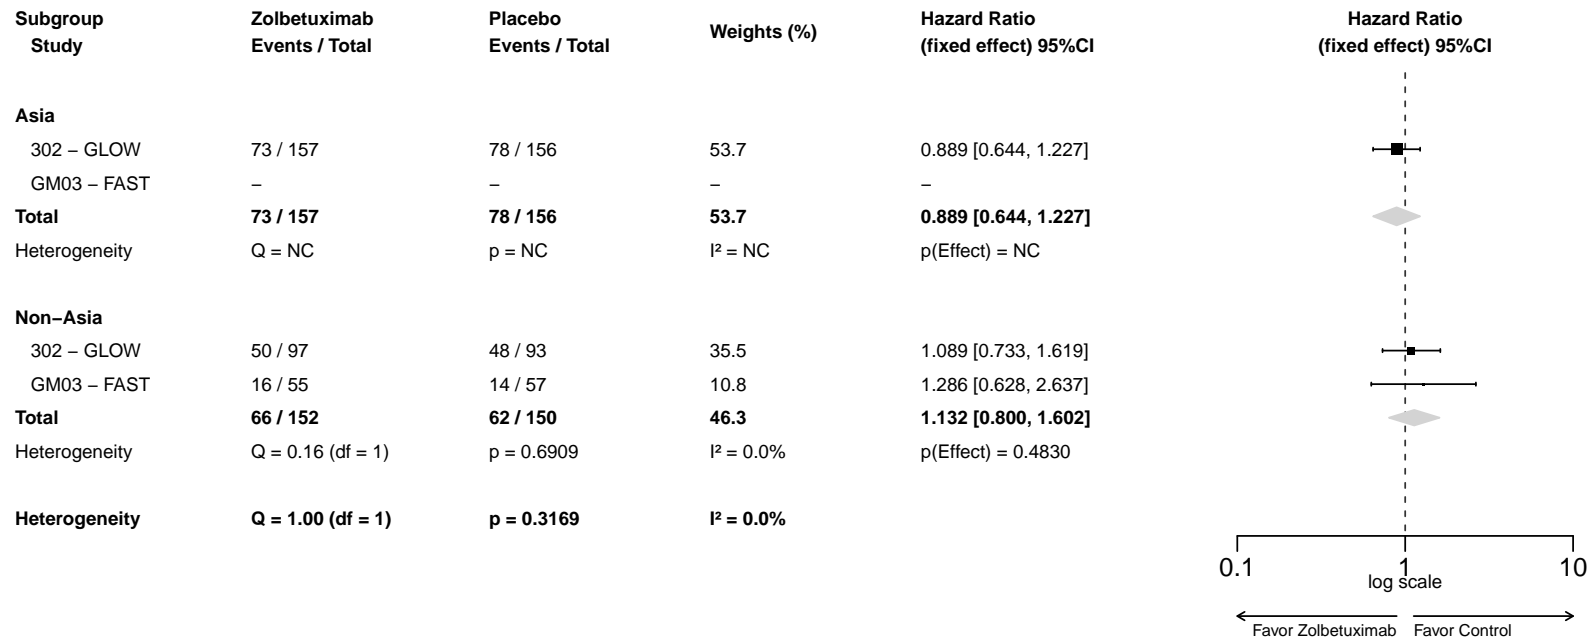 Subgroup Zolbetuximab Placebo Weights (%) Hazard Ratio Hazard Ratio
Study Events / Total Events / Total (fixed effect) 95%CI (fixed effect) 95%CI
Asia
302 – GLOW 73 / 157 78 / 156 53.7 0.889 [0.644, 1.227]
GM03 – FAST – – – –
Total 73 / 157 78 / 156 53.7 0.889 [0.644, 1.227]
Heterogeneity Q = NC p = NC I² = NC p(Effect) = NC
Non–Asia
302 – GLOW 50 / 97 48 / 93 35.5 1.089 [0.733, 1.619]
GM03 – FAST 16 / 55 14 / 57 10.8 1.286 [0.628, 2.637]
Total 66 / 152 62 / 150 46.3 1.132 [0.800, 1.602]
Heterogeneity Q = 0.16 (df = 1) p = 0.6909 I² = 0.0% p(Effect) = 0.4830
Heterogeneity Q = 1.00 (df = 1) p = 0.3169 I² = 0.0%
0.1 1 10
log scale
Favor Zolbetuximab Favor Control